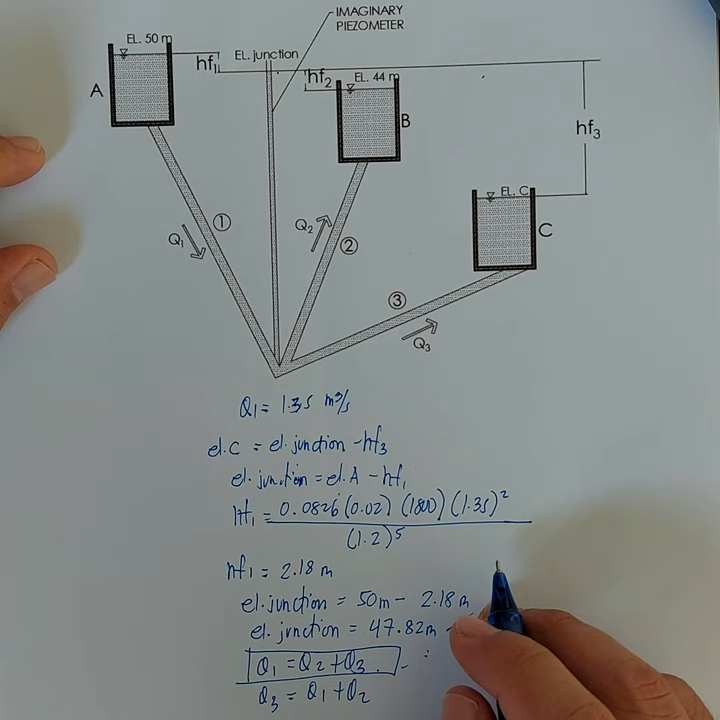 IMAGINARY
PIEZOMETER
EL. 50 m
EL. junction
hf1
hf2
EL. 44 m
A
B
hf3
EL. C
C
①
Q1
Q2
②
③
Q3
Q1 = 1.35 m³/s
el.C = el. junction - hf3
el. junction = el. A - hf1
Hf1 = 0.0826 (0.02) (1800) (1.35)²
(1.2)⁵
hf1 = 2.18 m
el. junction = 50m - 2.18 m
el. junction = 47.82m
Q1 = Q2 + Q3
Q3 = Q1 + Q2